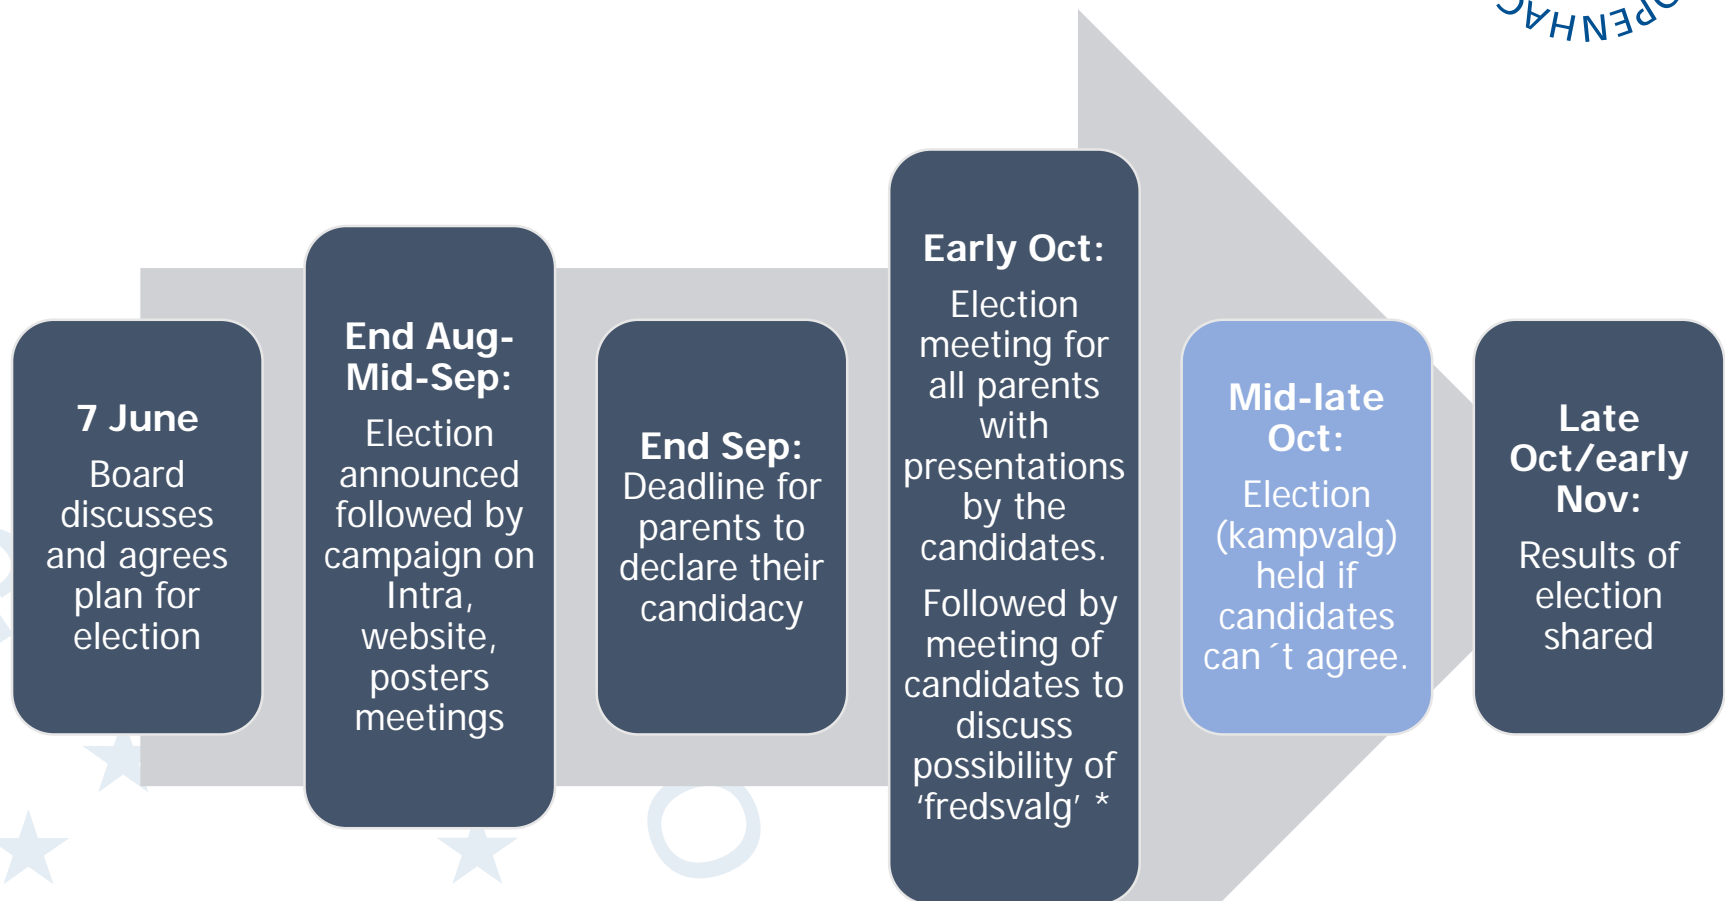 OPENHAG
7 June
Board
discusses
and agrees
plan for
election
End Aug-
Mid-Sep:
Election
announced
followed by
campaign on
Intra,
website,
posters
meetings
End Sep:
Deadline for
parents to
declare their
candidacy
Early Oct:
Election
meeting for
all parents
with
presentations
by the
candidates.
Followed by
meeting of
candidates to
discuss
possibility of
‘fredsvalg’ *
Mid-late
Oct:
Election
(kampvalg)
held if
candidates
can´t agree.
Late
Oct/early
Nov:
Results of
election
shared